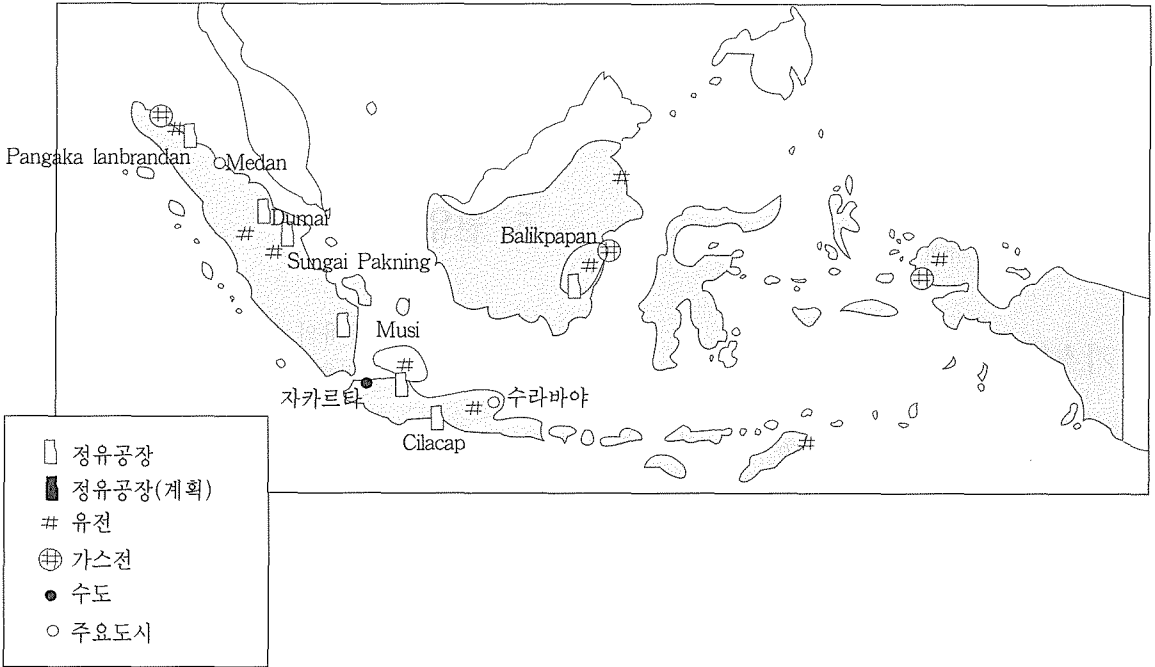 Pangaka lanbrandan
Medan
Dumai
Sungai Pakning
Balikpapan
Musi
자카르타
수라바야
Cilacap
정유공장
정유공장(계획)
유전
가스전
수도
주요도시